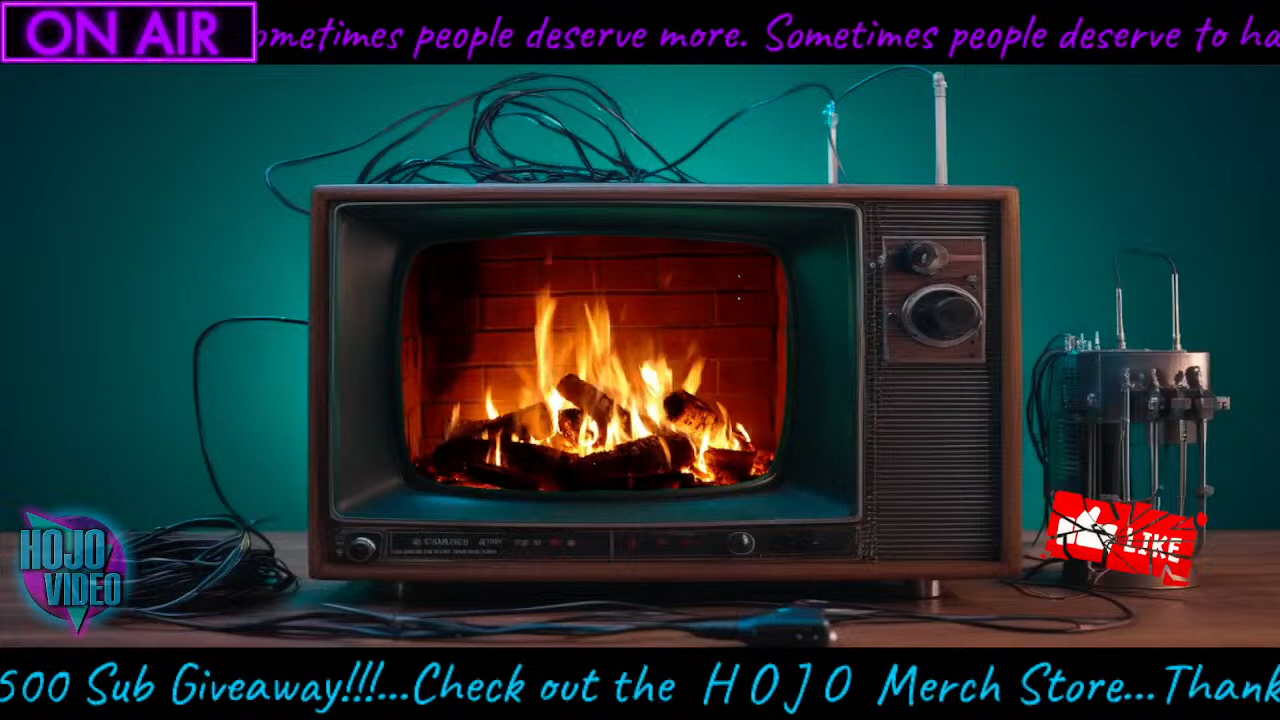 ON AIR
ometimes people deserve more. Sometimes people deserve to ha
HOJO
VIDEO
LIKE
500 Sub Giveaway!!!...Check out the HOJO Merch Store...Thank